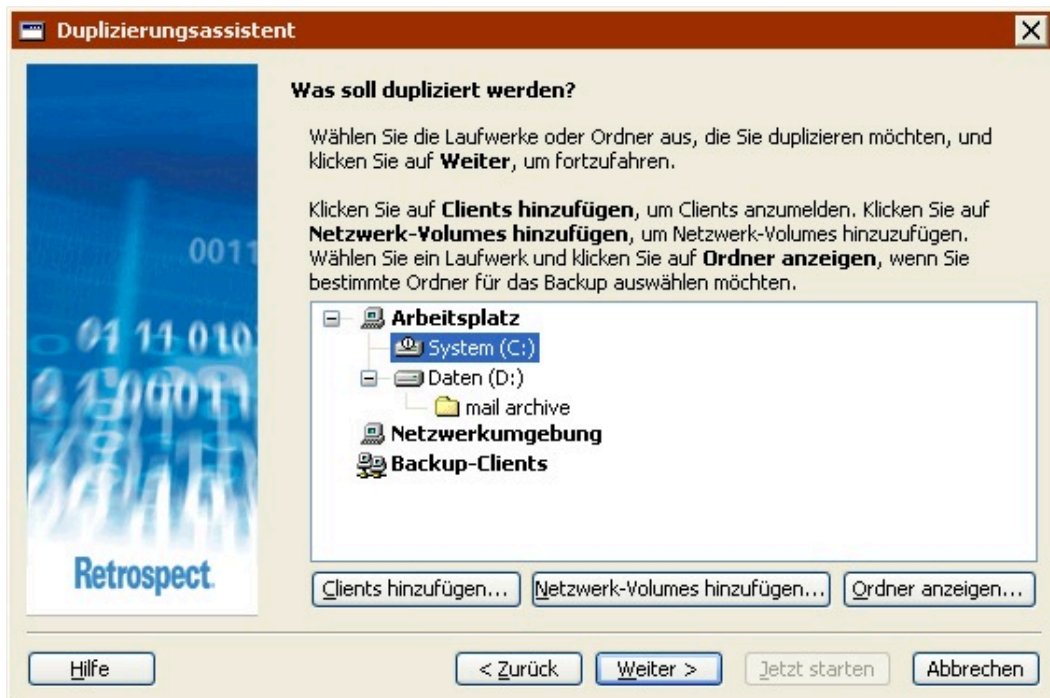 Duplizierungsassistent
Was soll dupliziert werden?
Wählen Sie die Laufwerke oder Ordner aus, die Sie duplizieren möchten, und
klicken Sie auf Weiter, um fortzufahren.
Klicken Sie auf Clients hinzufügen, um Clients anzumelden. Klicken Sie auf
Netzwerk-Volumes hinzufügen, um Netzwerk-Volumes hinzuzufügen.
Wählen Sie ein Laufwerk und klicken Sie auf Ordner anzeigen, wenn Sie
bestimmte Ordner für das Backup auswählen möchten.
Arbeitsplatz
System (C:)
Daten (D:)
mail archive
Netzwerkumgebung
Backup-Clients
0011
01 11 010
Retrospect
Clients hinzufügen... Netzwerk-Volumes hinzufügen... Ordner anzeigen...
Hilfe < Zurück Weiter > Jetzt starten Abbrechen